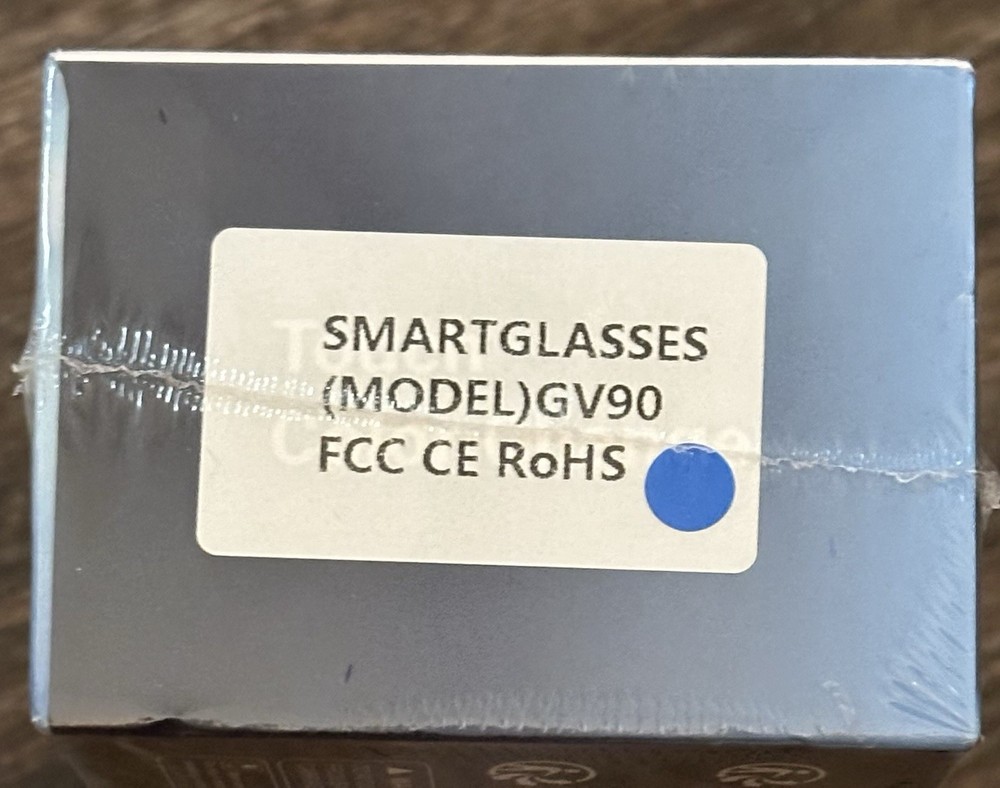 SMARTGLASSES
(MODEL)GV90
FCC CE RoHS